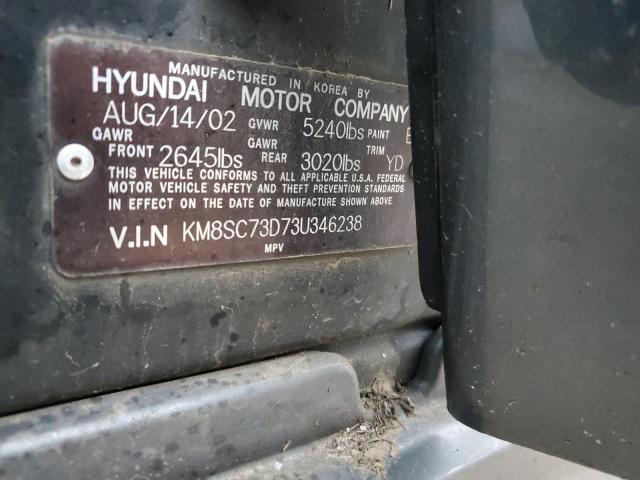 MANUFACTURED IN KOREA BY
HYUNDAI MOTOR COMPANY
AUG/14/02 GVWR 5240lbs PAINT
GAWR FRONT 2645lbs GAWR REAR 3020lbs TRIM YD
THIS VEHICLE CONFORMS TO ALL APPLICABLE U.S.A. FEDERAL
MOTOR VEHICLE SAFETY AND THEFT PREVENTION STANDARDS
IN EFFECT ON THE DATE OF MANUFACTURE SHOWN ABOVE.
V.I.N KM8SC73D73U346238
MPV